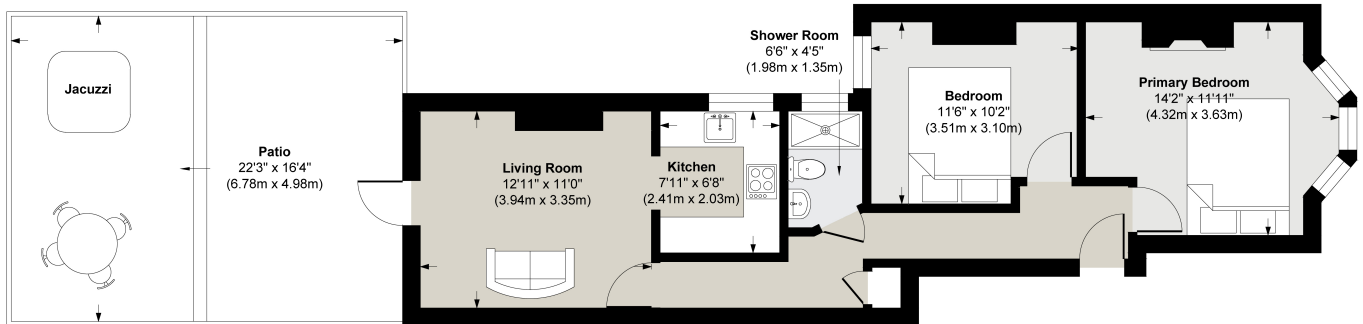 Jacuzzi
Patio
22'3" x 16'4"
(6.78m x 4.98m)
Living Room
12'11" x 11'0"
(3.94m x 3.35m)
Kitchen
7'11" x 6'8"
(2.41m x 2.03m)
Shower Room
6'6" x 4'5"
(1.98m x 1.35m)
Bedroom
11'6" x 10'2"
(3.51m x 3.10m)
Primary Bedroom
14'2" x 11'11"
(4.32m x 3.63m)